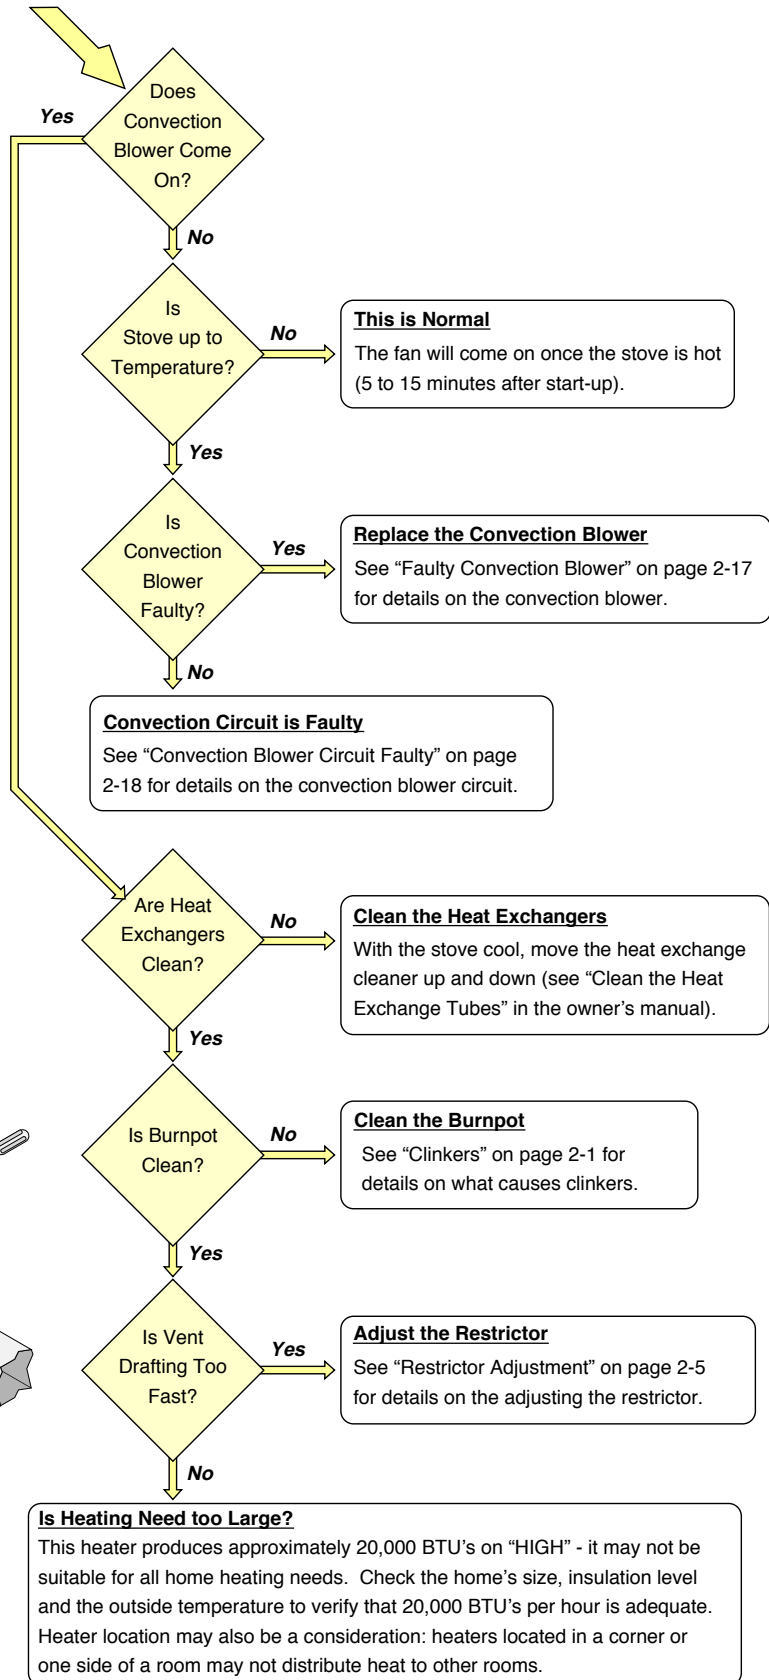 Does
Convection
Blower Come
On?
Yes
No
Is
Stove up to
Temperature?
No
This is Normal
The fan will come on once the stove is hot
(5 to 15 minutes after start-up).
Yes
Is
Convection
Blower
Faulty?
Yes
Replace the Convection Blower
See “Faulty Convection Blower” on page 2-17
for details on the convection blower.
No
Convection Circuit is Faulty
See “Convection Blower Circuit Faulty” on page
2-18 for details on the convection blower circuit.
Are Heat
Exchangers
Clean?
No
Clean the Heat Exchangers
With the stove cool, move the heat exchange
cleaner up and down (see “Clean the Heat
Exchange Tubes” in the owner’s manual).
Yes
Is Burnpot
Clean?
No
Clean the Burnpot
See “Clinkers” on page 2-1 for
details on what causes clinkers.
Yes
Is Vent
Drafting Too
Fast?
Yes
Adjust the Restrictor
See “Restrictor Adjustment” on page 2-5
for details on the adjusting the restrictor.
No
Is Heating Need too Large?
This heater produces approximately 20,000 BTU’s on “HIGH” - it may not be
suitable for all home heating needs.  Check the home’s size, insulation level
and the outside temperature to verify that 20,000 BTU’s per hour is adequate.
Heater location may also be a consideration: heaters located in a corner or
one side of a room may not distribute heat to other rooms.